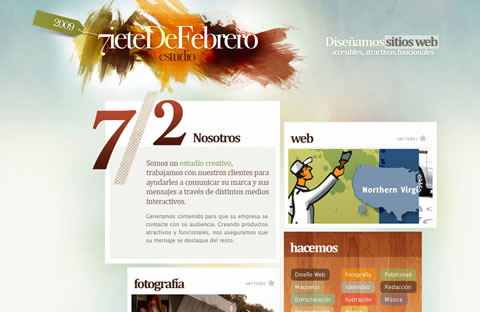 2009
7ieteDeFebrero
estudio
Diseñamos sitios web
accesibles, atractivos, funcionales
7/2 Nosotros
Somos un estudio creativo,
trabajamos con nuestros clientes para
ayudarles a comunicar su marca y sus
mensajes a través de distintos medios
interactivos.
Generamos contenido para que su empresa se
contacte con su audiencia. Creando productos
atractivos y funcionales, nos aseguramos que
su mensaje se destaque del resto.
web
ver todos
Northern Virgi
hacemos
Diseño Web Fotografía Publicidad
Maquetas Identidad Redacción
Estructuración Ilustración Música
fotografía
ver todos